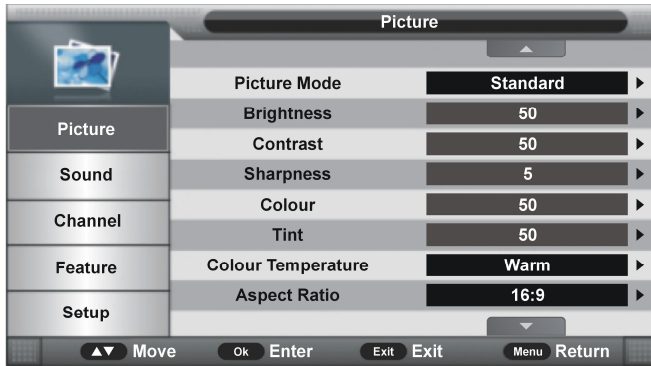 Picture
Picture
Sound
Channel
Feature
Setup
Picture Mode Standard
Brightness 50
Contrast 50
Sharpness 5
Colour 50
Tint 50
Colour Temperature Warm
Aspect Ratio 16:9
▲▼ Move Ok Enter Exit Exit Menu Return